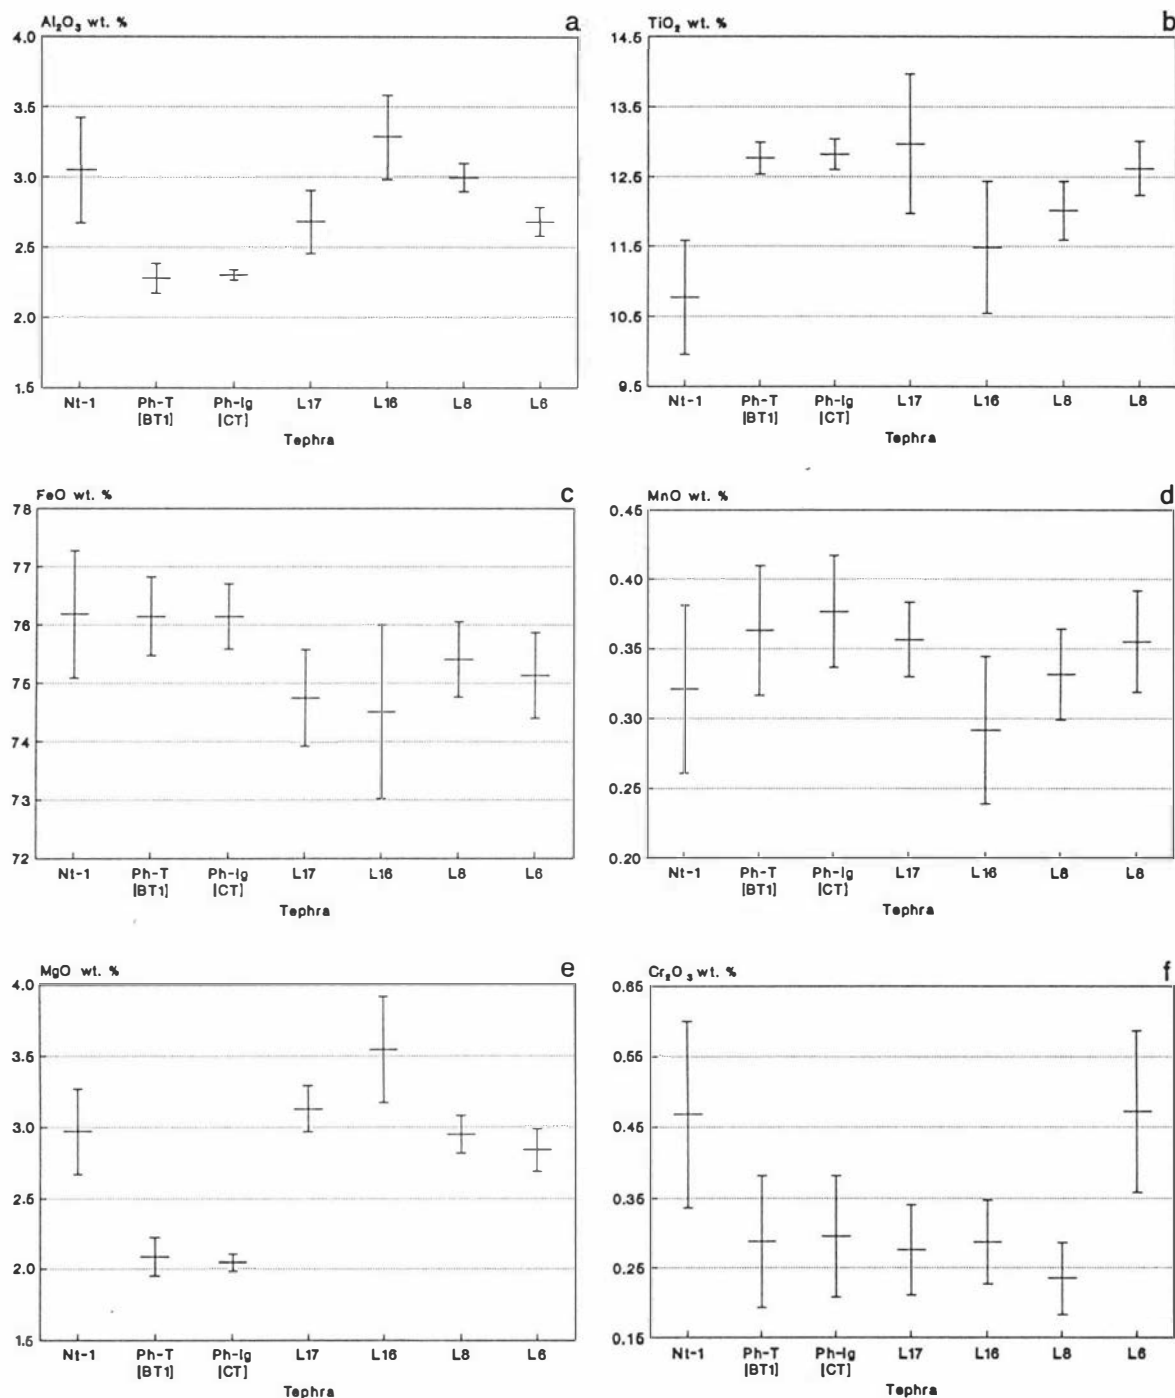 Al₂O₃ wt. %
a
4.0
3.5
3.0
2.5
2.0
1.5
Nt-1 Ph-T Ph-Ig L17 L16 L8 L6
[BT1] [CT]
Tephra
TiO₂ wt. %
b
14.5
13.5
12.5
11.5
10.5
9.5
Nt-1 Ph-T Ph-Ig L17 L16 L8 L6
[BT1] [CT]
Tephra
FeO wt. %
c
78
77
76
75
74
73
72
Nt-1 Ph-T Ph-Ig L17 L16 L8 L6
[BT1] [CT]
Tephra
MnO wt. %
d
0.45
0.40
0.35
0.30
0.25
0.20
Nt-1 Ph-T Ph-Ig L17 L16 L8 L6
[BT1] [CT]
Tephra
MgO wt. %
e
4.0
3.5
3.0
2.5
2.0
1.5
Nt-1 Ph-T Ph-Ig L17 L16 L8 L6
[BT1] [CT]
Tephra
Cr₂O₃ wt. %
f
0.65
0.55
0.45
0.35
0.25
0.15
Nt-1 Ph-T Ph-Ig L17 L16 L8 L6
[BT1] [CT]
Tephra